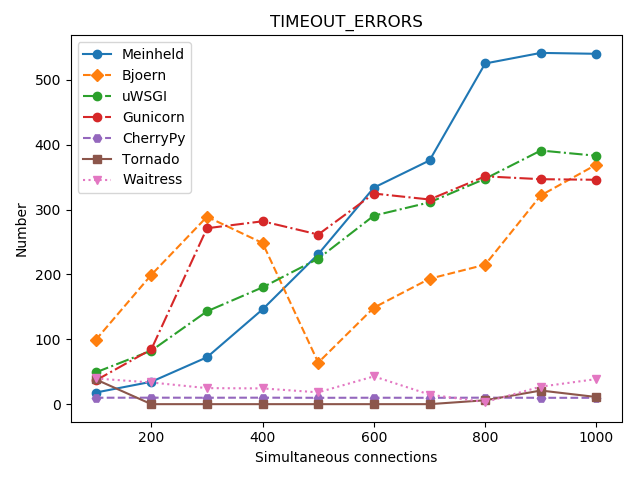 TIMEOUT_ERRORS
Meinheld
Bjoern
uWSGI
Gunicorn
CherryPy
Tornado
Waitress
Number
500
400
300
200
100
0
200 400 600 800 1000
Simultaneous connections